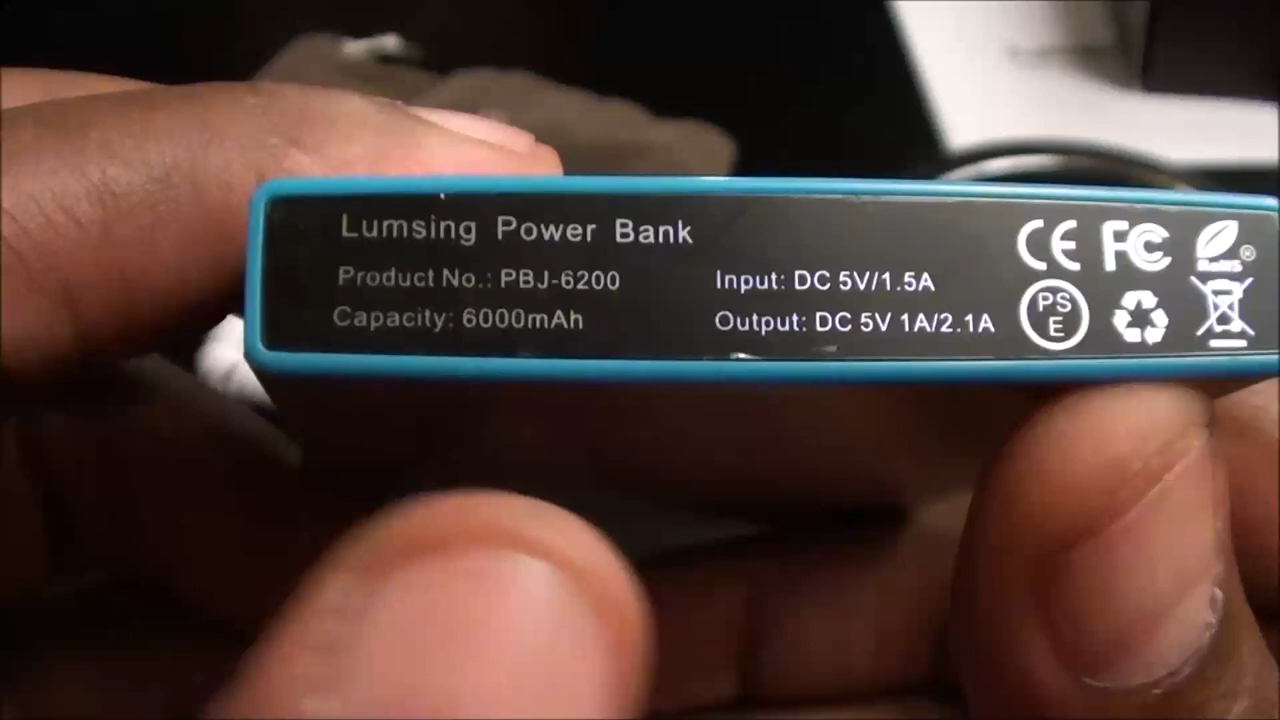 Lumsing Power Bank
Product No.: PBJ-6200
Capacity: 6000mAh
Input: DC 5V/1.5A
Output: DC 5V 1A/2.1A
CE FC RoHS ®
PS
E